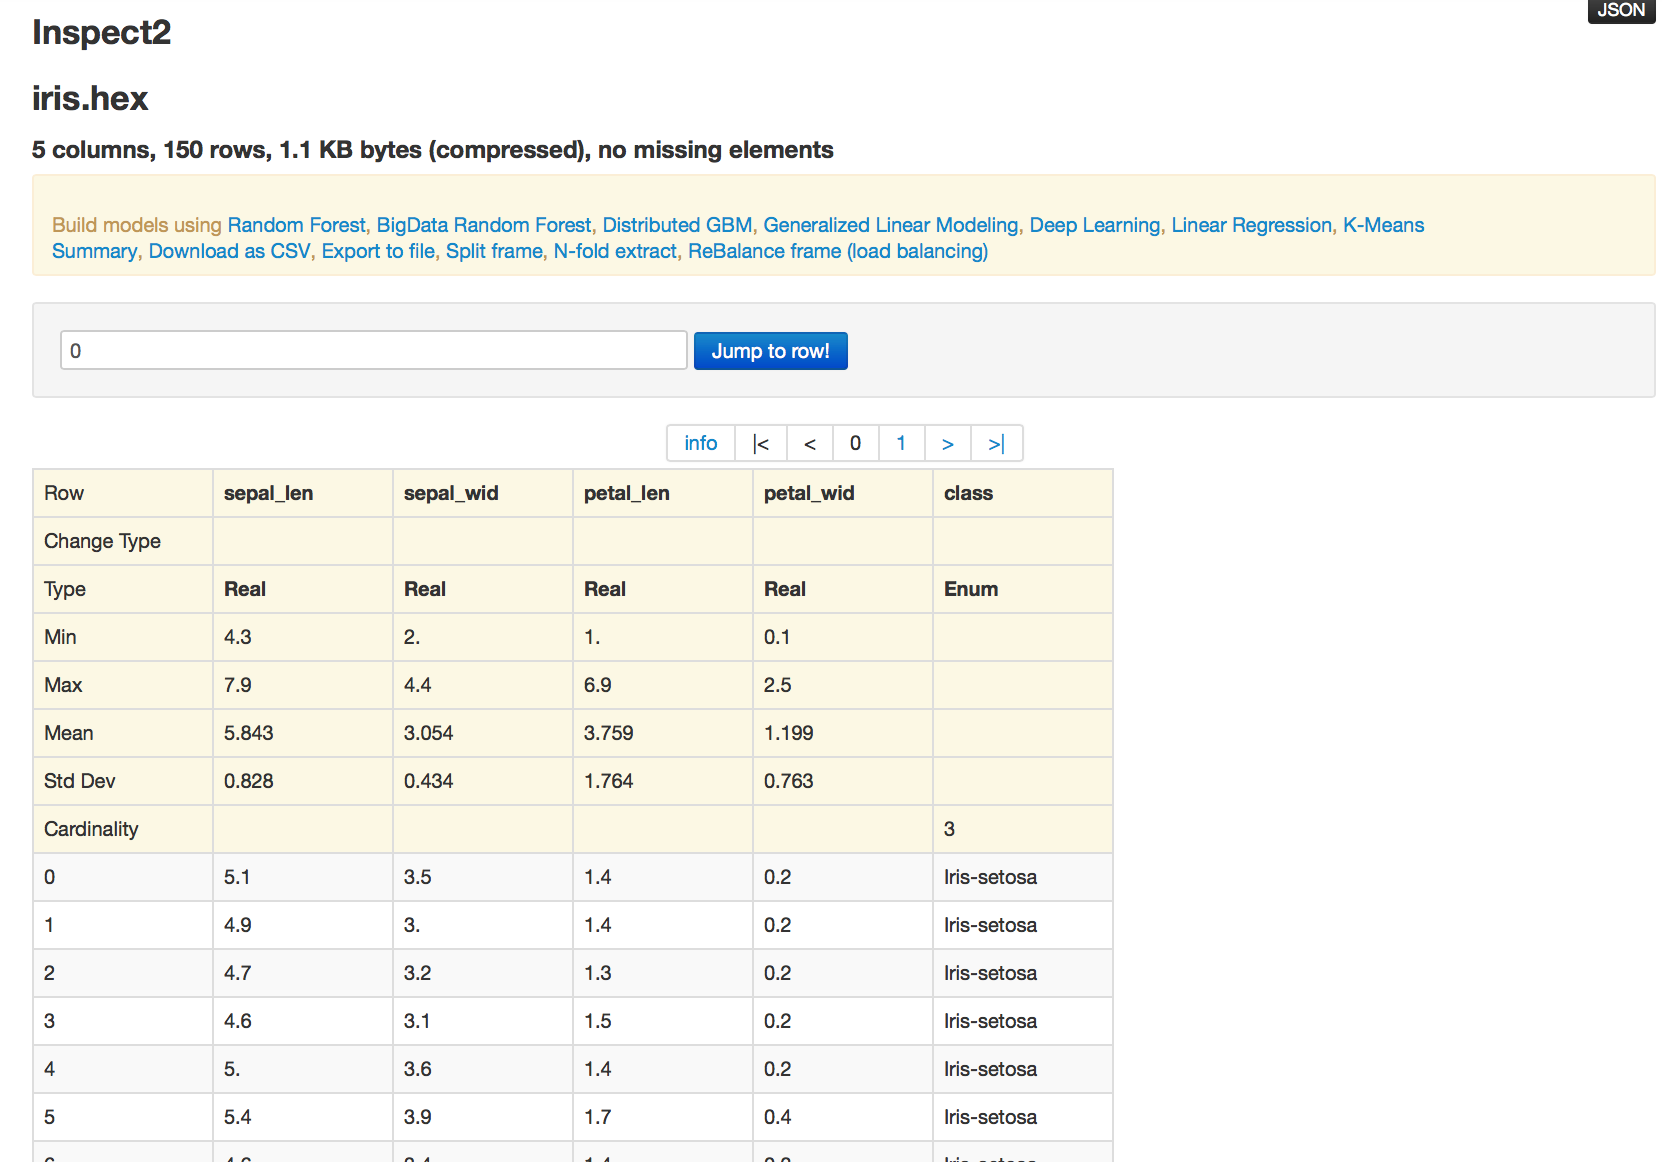 JSON
Inspect2
iris.hex
5 columns, 150 rows, 1.1 KB bytes (compressed), no missing elements
Build models using Random Forest, BigData Random Forest, Distributed GBM, Generalized Linear Modeling, Deep Learning, Linear Regression, K-Means
Summary, Download as CSV, Export to file, Split frame, N-fold extract, ReBalance frame (load balancing)
0 Jump to row!
info |< < 0 1 > >|
Row sepal_len sepal_wid petal_len petal_wid class
Change Type
Type Real Real Real Real Enum
Min 4.3 2. 1. 0.1
Max 7.9 4.4 6.9 2.5
Mean 5.843 3.054 3.759 1.199
Std Dev 0.828 0.434 1.764 0.763
Cardinality 3
0 5.1 3.5 1.4 0.2 Iris-setosa
1 4.9 3. 1.4 0.2 Iris-setosa
2 4.7 3.2 1.3 0.2 Iris-setosa
3 4.6 3.1 1.5 0.2 Iris-setosa
4 5. 3.6 1.4 0.2 Iris-setosa
5 5.4 3.9 1.7 0.4 Iris-setosa